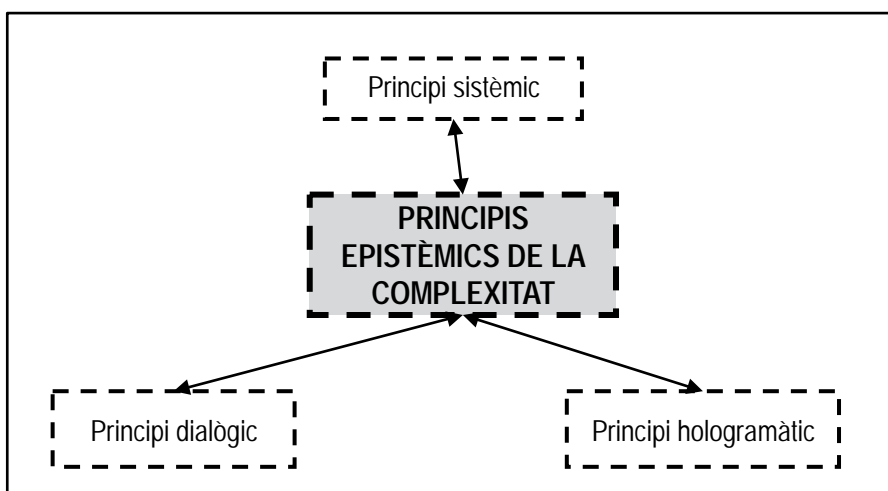 Principi sistèmic
PRINCIPIS
EPISTÈMICS DE LA
COMPLEXITAT
Principi dialògic
Principi hologramàtic